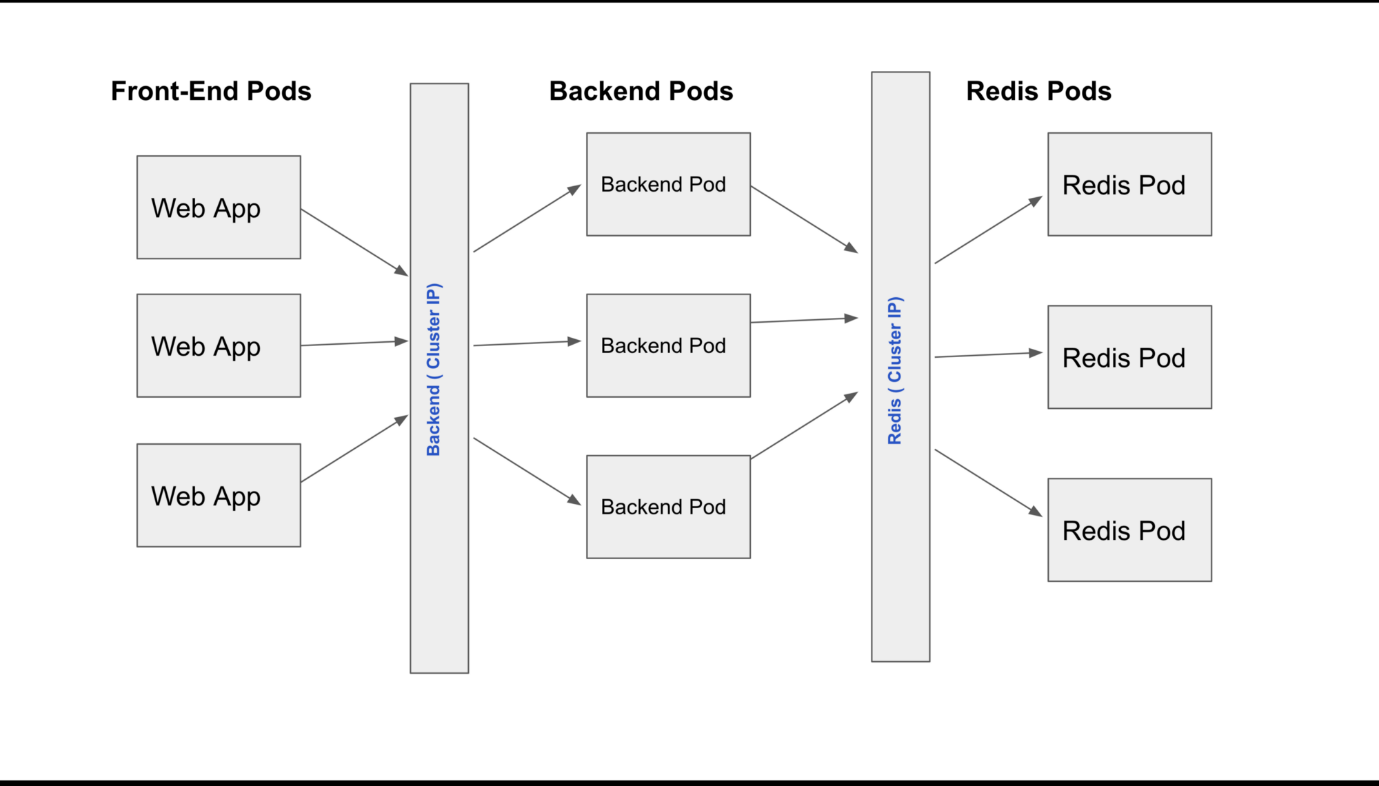 Front-End Pods
Backend Pods
Redis Pods
Web App
Web App
Web App
Backend ( Cluster IP)
Backend Pod
Backend Pod
Backend Pod
Redis ( Cluster IP)
Redis Pod
Redis Pod
Redis Pod